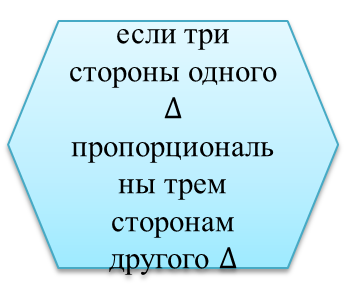 если три
стороны одного
Δ
пропорциональ
ны трем
сторонам
другого Δ